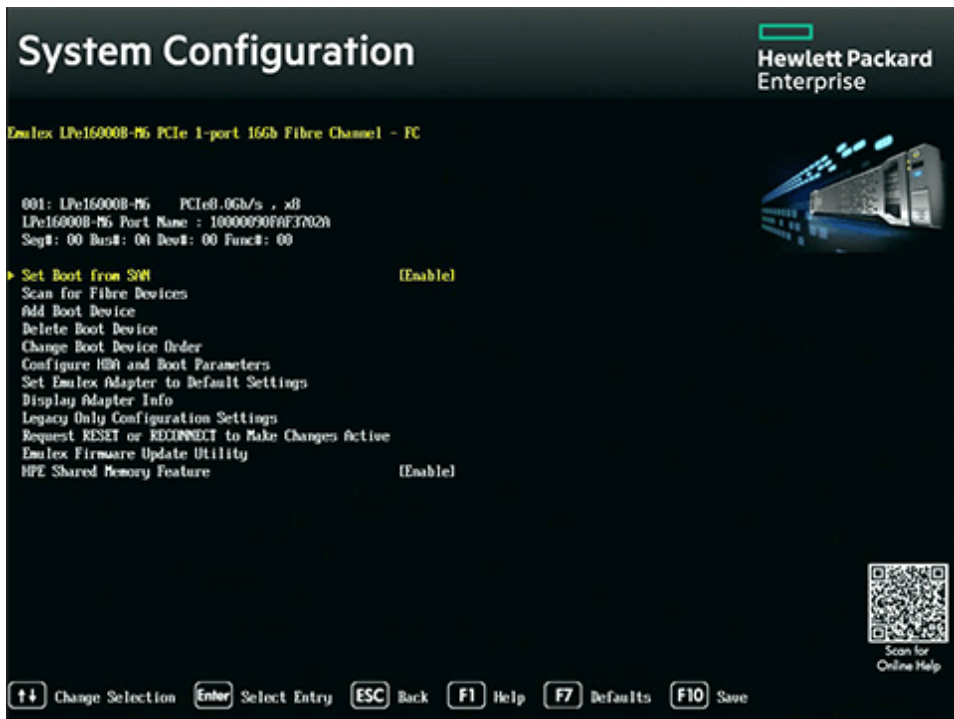 System Configuration
Hewlett Packard
Enterprise
Emulex LPe16000B-M6 PCIe 1-port 16Gb Fibre Channel - FC
001: LPe16000B-M6 PCIe8.0Gb/s , x8
LPe16000B-M6 Port Name : 10000090FAF3702A
Seg#: 00 Bus#: 0A Dev#: 00 Func#: 00
Set Boot from SAN [Enable]
Scan for Fibre Devices
Add Boot Device
Delete Boot Device
Change Boot Device Order
Configure HBA and Boot Parameters
Set Emulex Adapter to Default Settings
Display Adapter Info
Legacy Only Configuration Settings
Request RESET or RECONNECT to Make Changes Active
Emulex Firmware Update Utility
HPE Shared Memory Feature [Enable]
Scan for
Online Help
↑↓ Change Selection Enter Select Entry ESC Back F1 Help F7 Defaults F10 Save